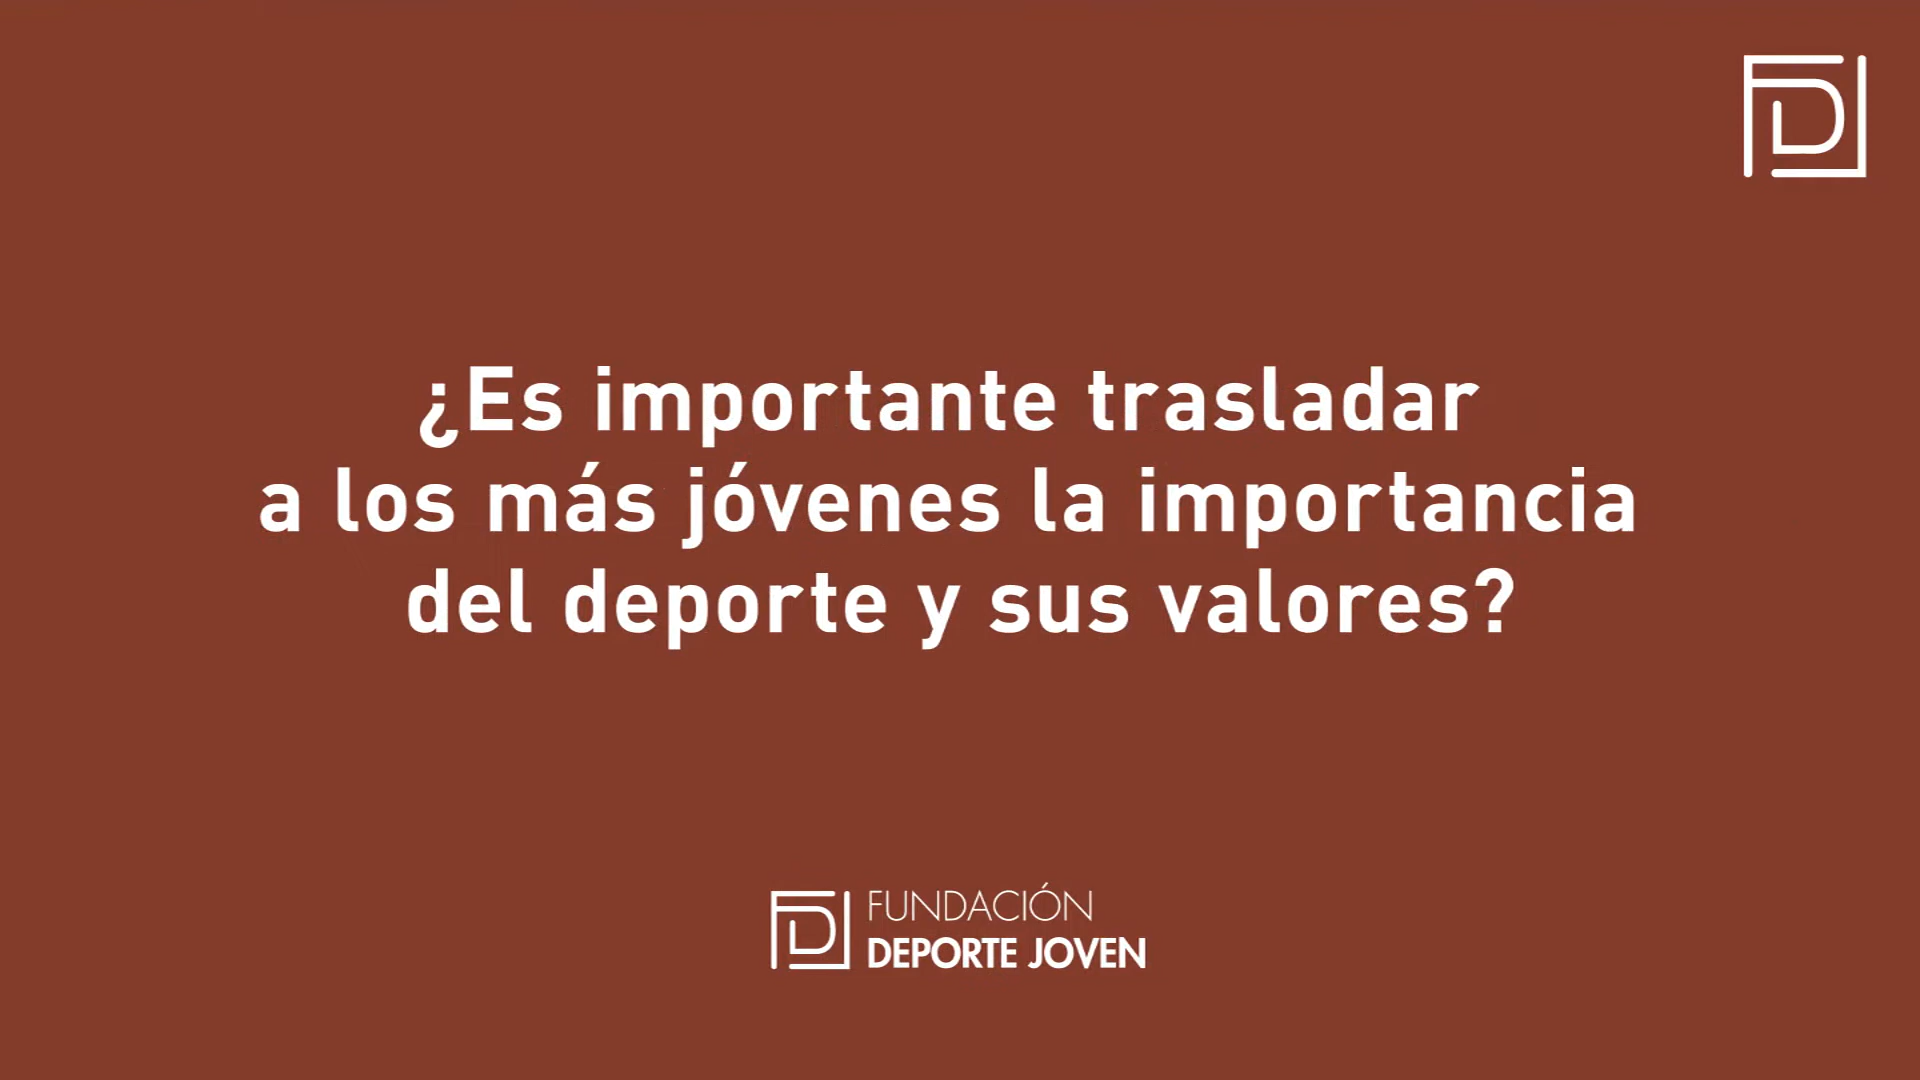 ¿Es importante trasladar
a los más jóvenes la importancia
del deporte y sus valores?
FUNDACIÓN
DEPORTE JOVEN